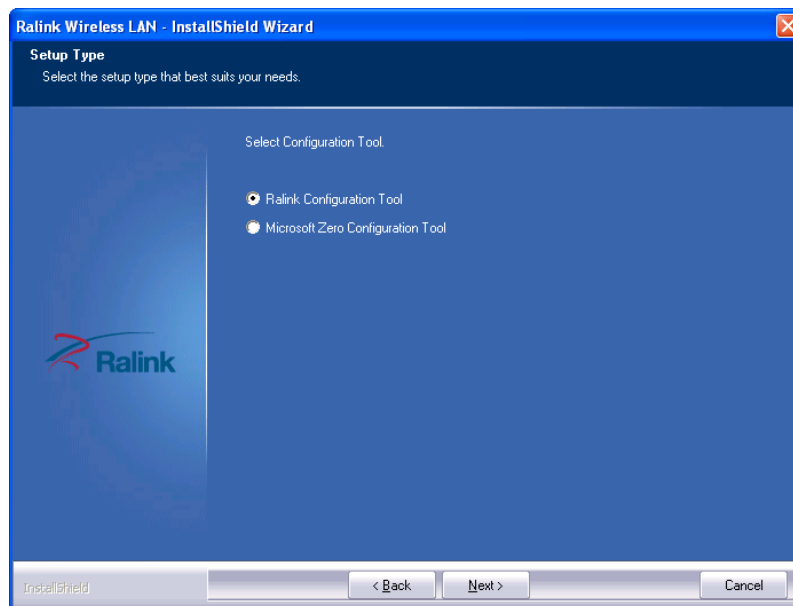 Ralink Wireless LAN - InstallShield Wizard
Setup Type
Select the setup type that best suits your needs.
Select Configuration Tool.
Ralink Configuration Tool
Microsoft Zero Configuration Tool
Ralink
InstallShield
< Back
Next >
Cancel